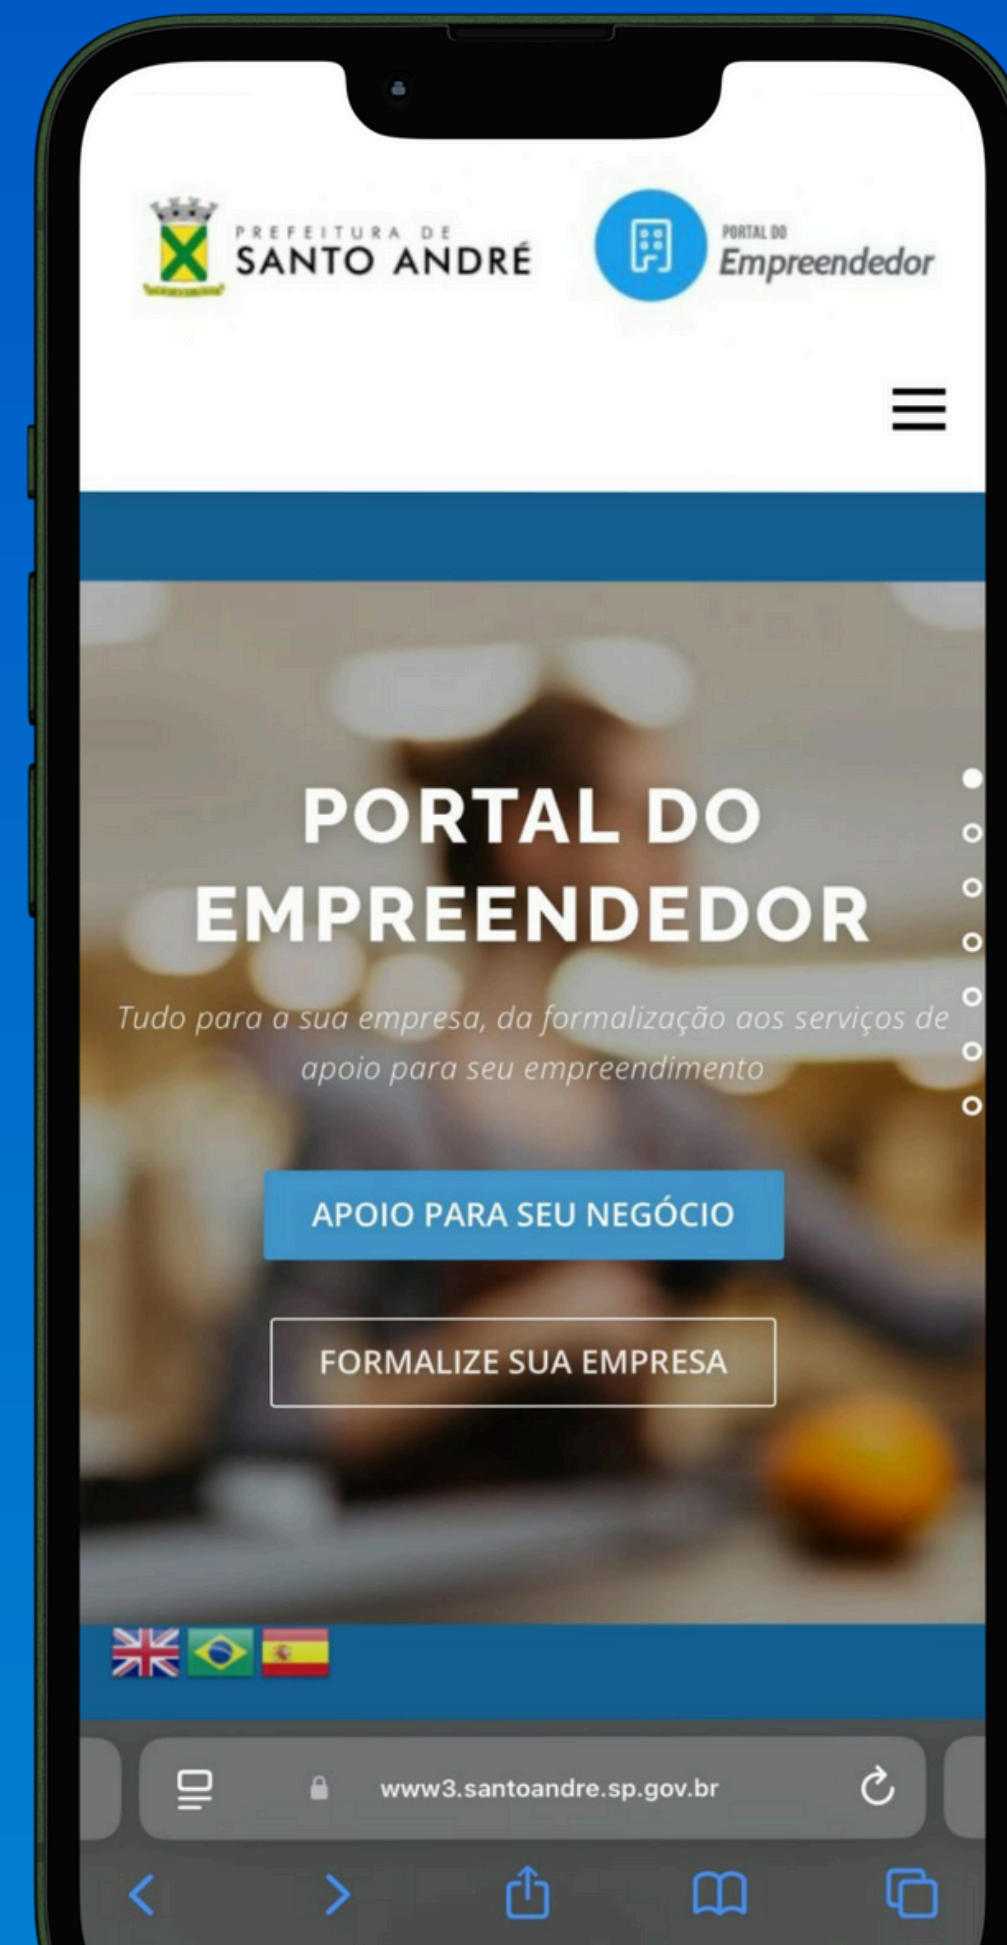 PREFEITURA DE
SANTO ANDRÉ
PORTAL DO
Empreendedor
PORTAL DO
EMPREENDEDOR
Tudo para a sua empresa, da formalização aos serviços de
apoio para seu empreendimento
APOIO PARA SEU NEGÓCIO
FORMALIZE SUA EMPRESA
www3.santoandre.sp.gov.br